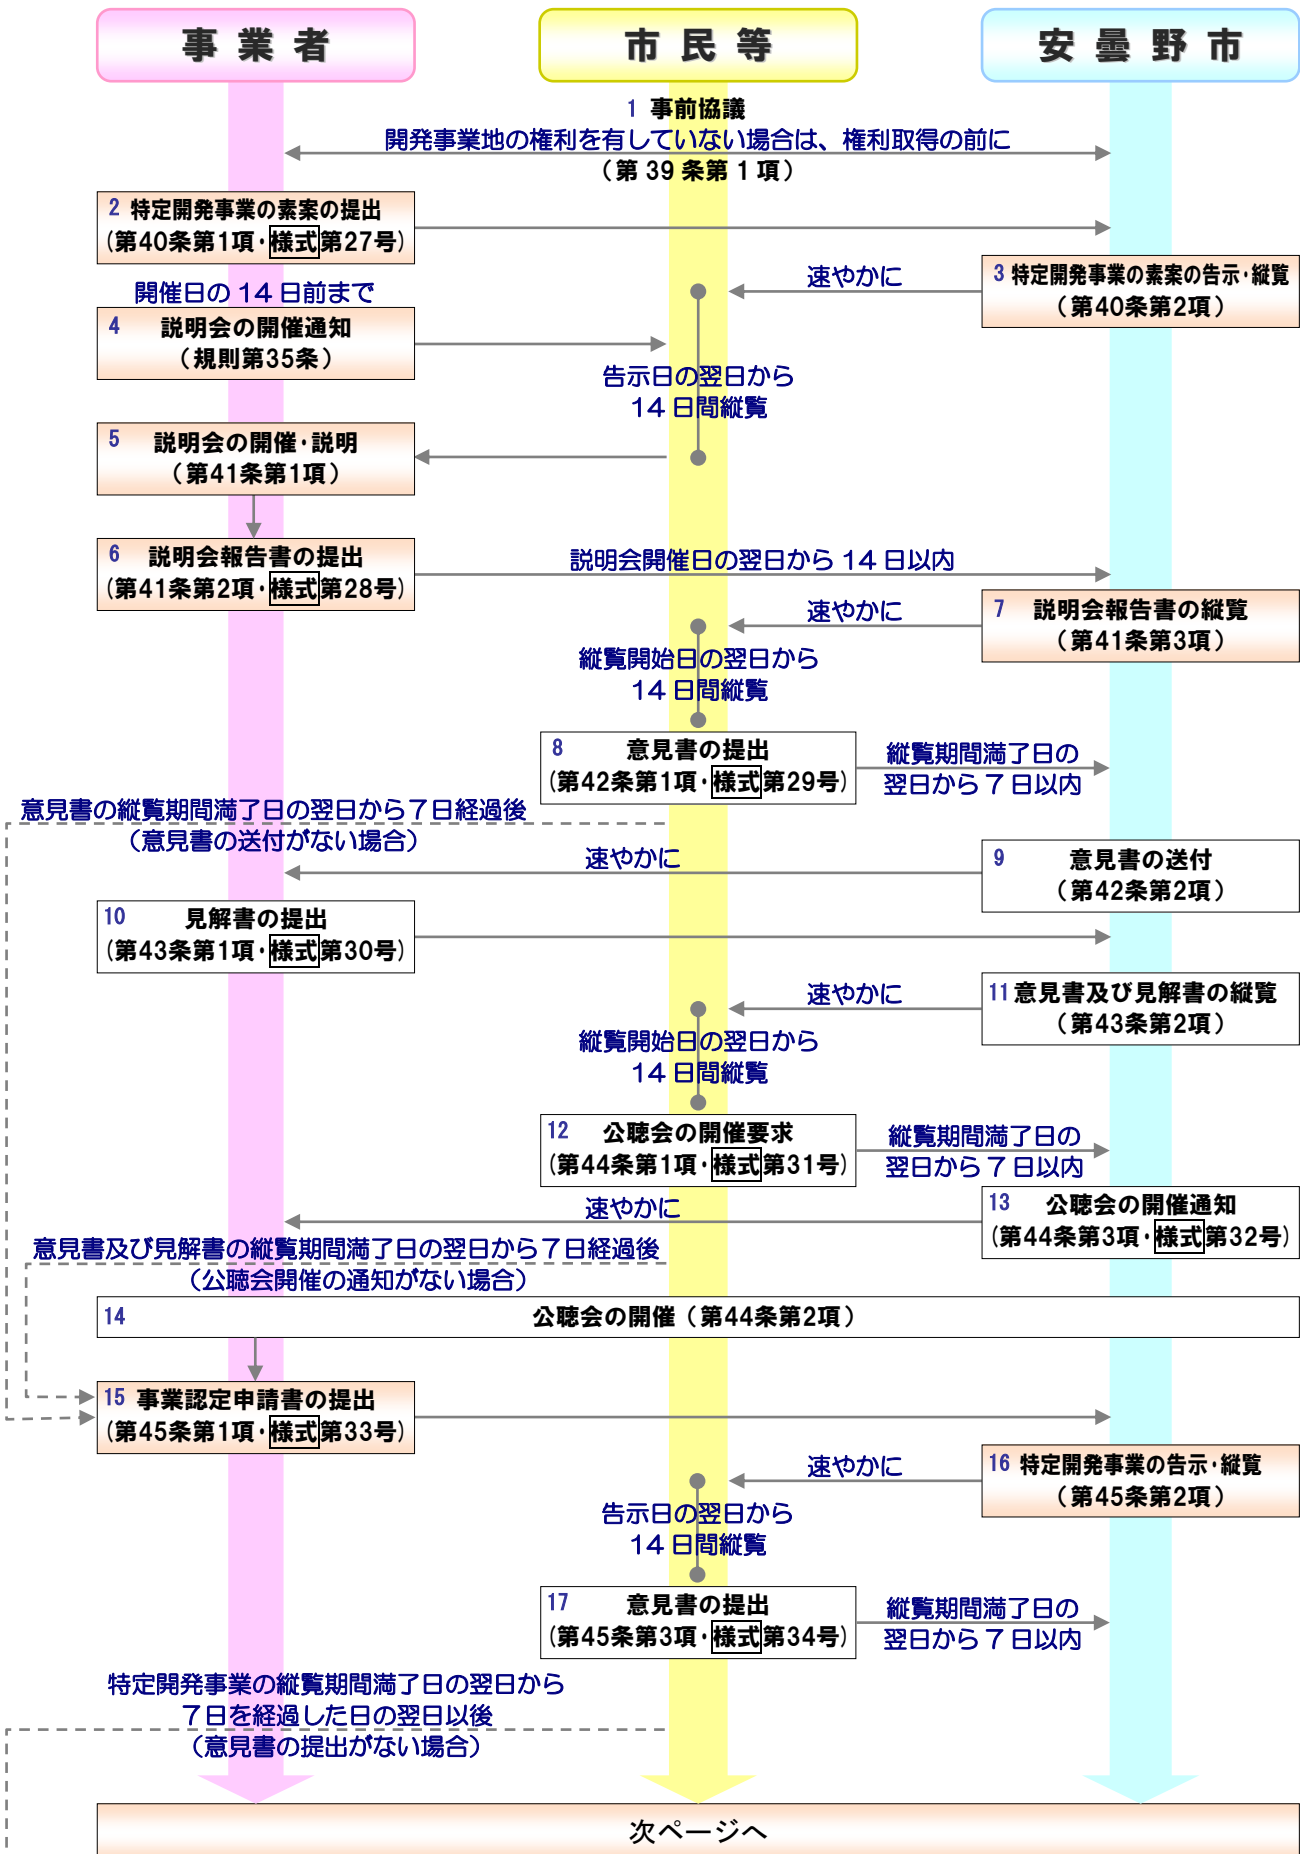 事業者
市民等
安曇野市
1 事前協議
開発事業地の権利を有していない場合は、権利取得の前に
（第 39 条第 1 項）
2 特定開発事業の素案の提出
(第40条第1項･様式第27号)
速やかに
3 特定開発事業の素案の告示･縦覧
（第40条第2項）
開催日の 14 日前まで
4 説明会の開催通知
（規則第35条）
告示日の翌日から
14 日間縦覧
5 説明会の開催･説明
（第41条第1項）
6 説明会報告書の提出
(第41条第2項･様式第28号)
説明会開催日の翌日から 14 日以内
速やかに
7 説明会報告書の縦覧
（第41条第3項）
縦覧開始日の翌日から
14 日間縦覧
8 意見書の提出
(第42条第1項･様式第29号)
縦覧期間満了日の
翌日から 7 日以内
意見書の縦覧期間満了日の翌日から７日経過後
（意見書の送付がない場合）
速やかに
9 意見書の送付
（第42条第2項）
10 見解書の提出
(第43条第1項･様式第30号)
速やかに
11 意見書及び見解書の縦覧
（第43条第2項）
縦覧開始日の翌日から
14 日間縦覧
12 公聴会の開催要求
(第44条第1項･様式第31号)
縦覧期間満了日の
翌日から 7 日以内
速やかに
13 公聴会の開催通知
(第44条第3項･様式第32号)
意見書及び見解書の縦覧期間満了日の翌日から７日経過後
（公聴会開催の通知がない場合）
14 公聴会の開催（第44条第2項）
15 事業認定申請書の提出
(第45条第1項･様式第33号)
速やかに
16 特定開発事業の告示･縦覧
（第45条第2項）
告示日の翌日から
14 日間縦覧
17 意見書の提出
(第45条第3項･様式第34号)
縦覧期間満了日の
翌日から 7 日以内
特定開発事業の縦覧期間満了日の翌日から
７日を経過した日の翌日以後
（意見書の提出がない場合）
次ページへ